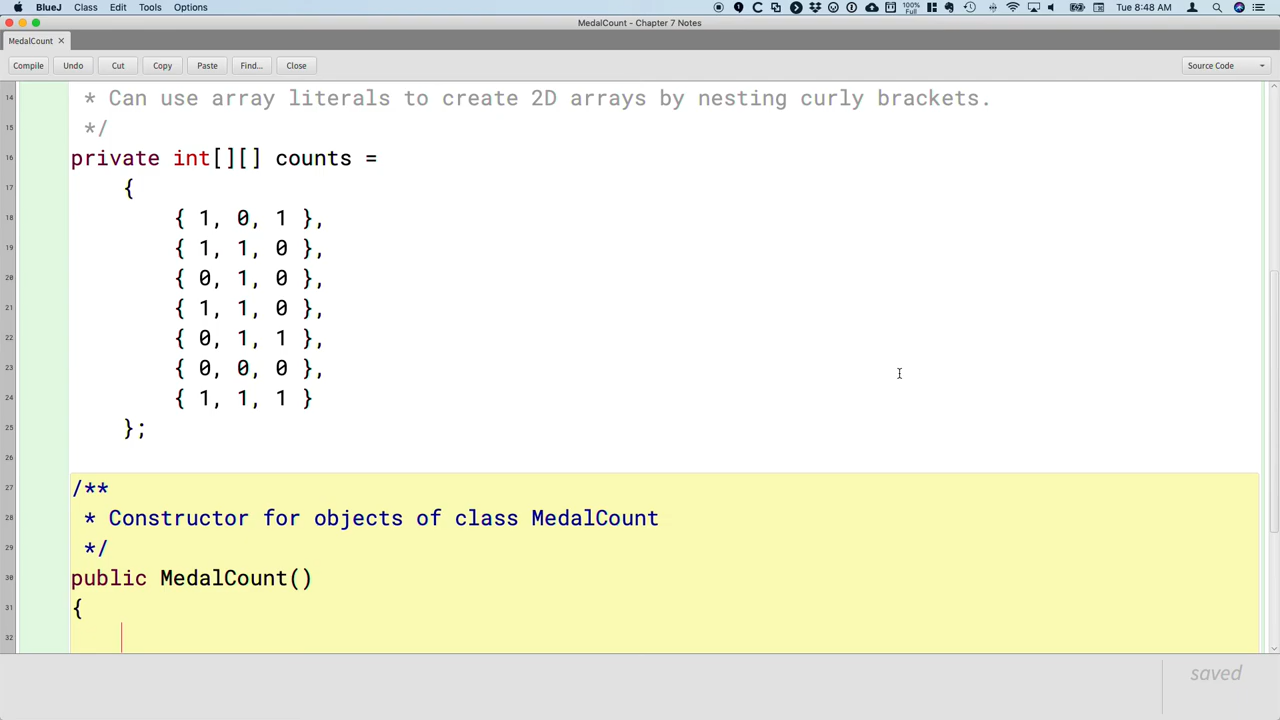 BlueJ Class Edit Tools Options 100% Full Tue 8:48 AM
MedalCount - Chapter 7 Notes
MedalCount ×
Compile Undo Cut Copy Paste Find... Close Source Code
14 * Can use array literals to create 2D arrays by nesting curly brackets.
15 */
16 private int[][] counts =
17 {
18 { 1, 0, 1 },
19 { 1, 1, 0 },
20 { 0, 1, 0 },
21 { 1, 1, 0 },
22 { 0, 1, 1 },
23 { 0, 0, 0 },
24 { 1, 1, 1 }
25 };
26
27 /**
28 * Constructor for objects of class MedalCount
29 */
30 public MedalCount()
31 {
32
saved